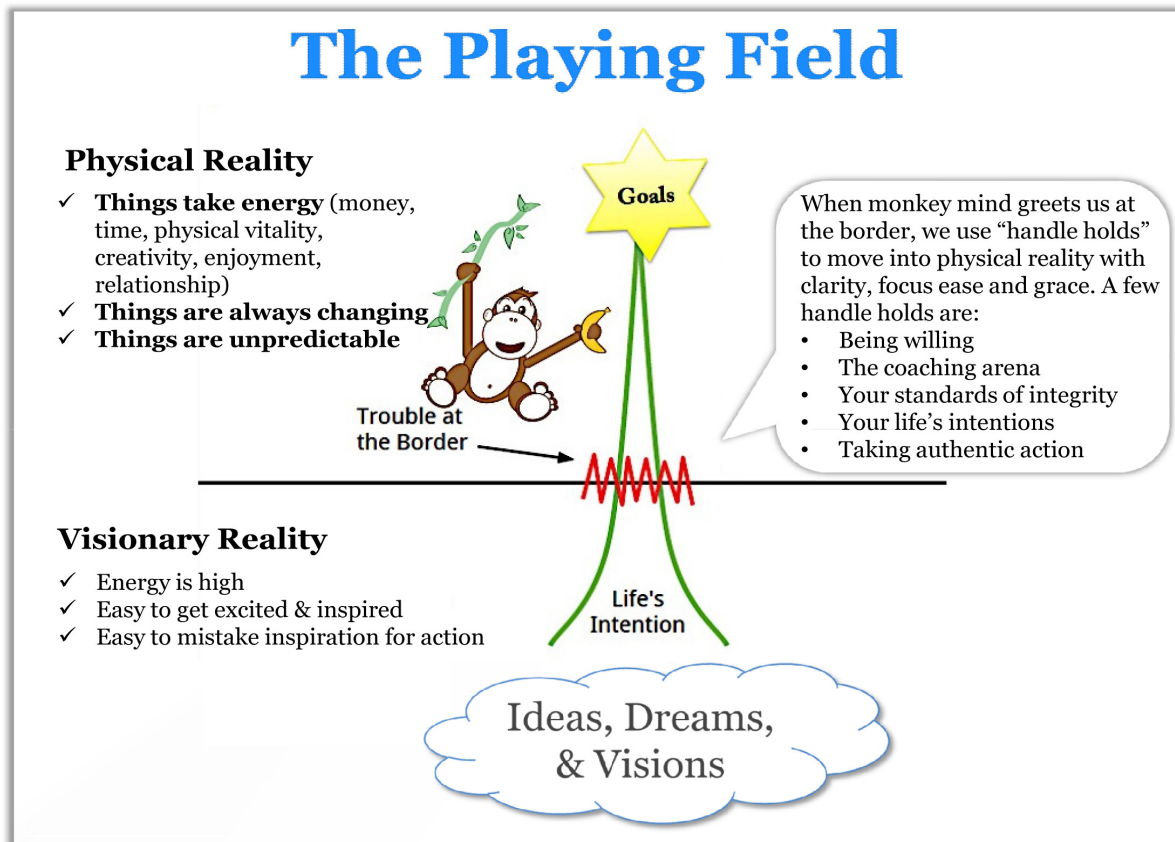 The Playing Field
Physical Reality
✓ Things take energy (money,
time, physical vitality,
creativity, enjoyment,
relationship)
✓ Things are always changing
✓ Things are unpredictable
Goals
When monkey mind greets us at
the border, we use “handle holds”
to move into physical reality with
clarity, focus ease and grace. A few
handle holds are:
• Being willing
• The coaching arena
• Your standards of integrity
• Your life’s intentions
• Taking authentic action
Trouble at
the Border
Visionary Reality
✓ Energy is high
✓ Easy to get excited & inspired
✓ Easy to mistake inspiration for action
Life's
Intention
Ideas, Dreams,
& Visions